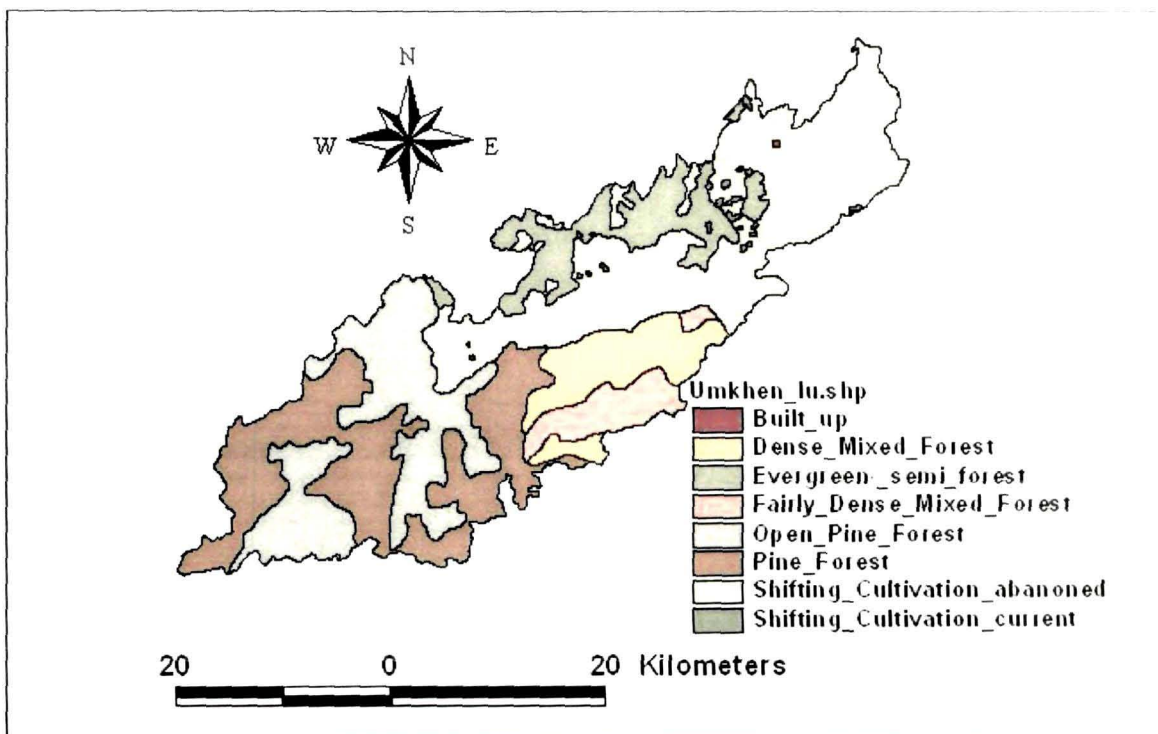 N
W E
S
Umkhen_lu.shp
Built_up
Dense_Mixed_Forest
Evergreen_semi_forest
Fairly_Dense_Mixed_Forest
Open_Pine_Forest
Pine_Forest
Shifting_Cultivation_abanoned
Shifting_Cultivation_current
20 0 20 Kilometers